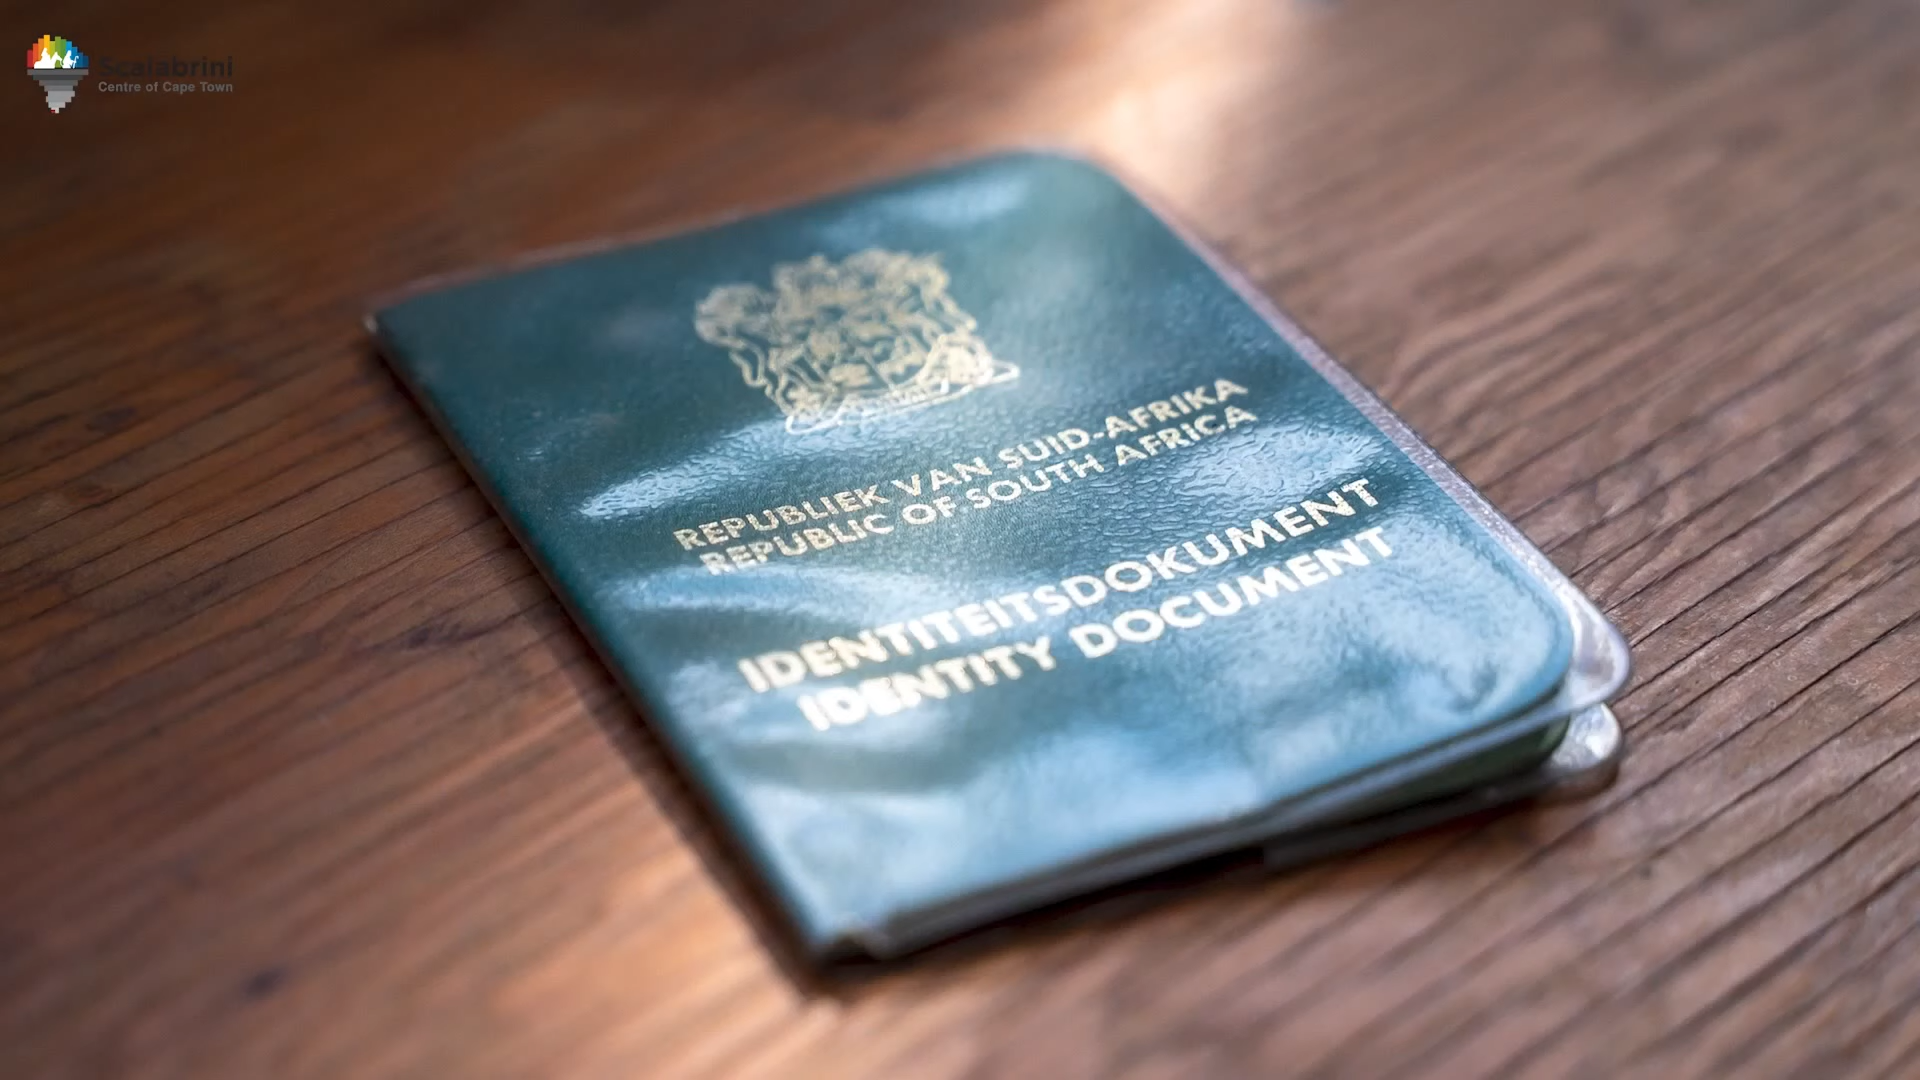 Scalabrini
Centre of Cape Town
REPUBLIEK VAN SUID-AFRIKA
REPUBLIC OF SOUTH AFRICA
IDENTITEITSDOKUMENT
IDENTITY DOCUMENT